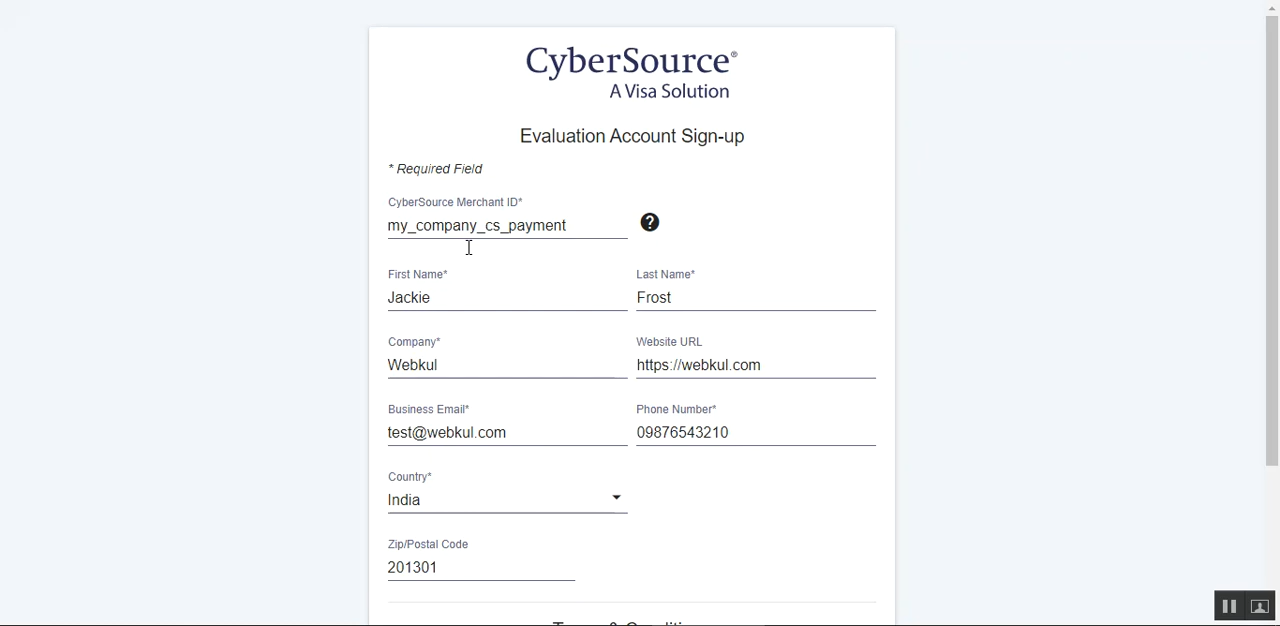 CyberSource®
A Visa Solution
Evaluation Account Sign-up
* Required Field
CyberSource Merchant ID*
my_company_cs_payment
?
First Name* Last Name*
Jackie Frost
Company* Website URL
Webkul https://webkul.com
Business Email* Phone Number*
test@webkul.com 09876543210
Country*
India
Zip/Postal Code
201301